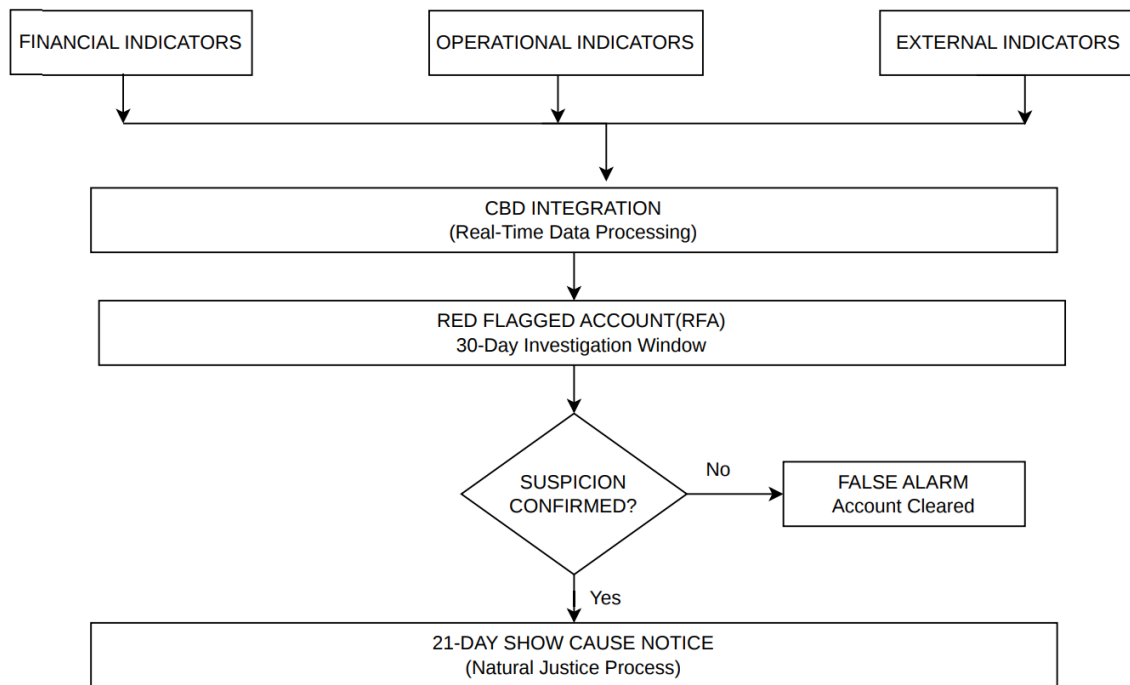 FINANCIAL INDICATORS
OPERATIONAL INDICATORS
EXTERNAL INDICATORS
CBD INTEGRATION
(Real-Time Data Processing)
RED FLAGGED ACCOUNT(RFA)
30-Day Investigation Window
SUSPICION
CONFIRMED?
No
FALSE ALARM
Account Cleared
Yes
21-DAY SHOW CAUSE NOTICE
(Natural Justice Process)